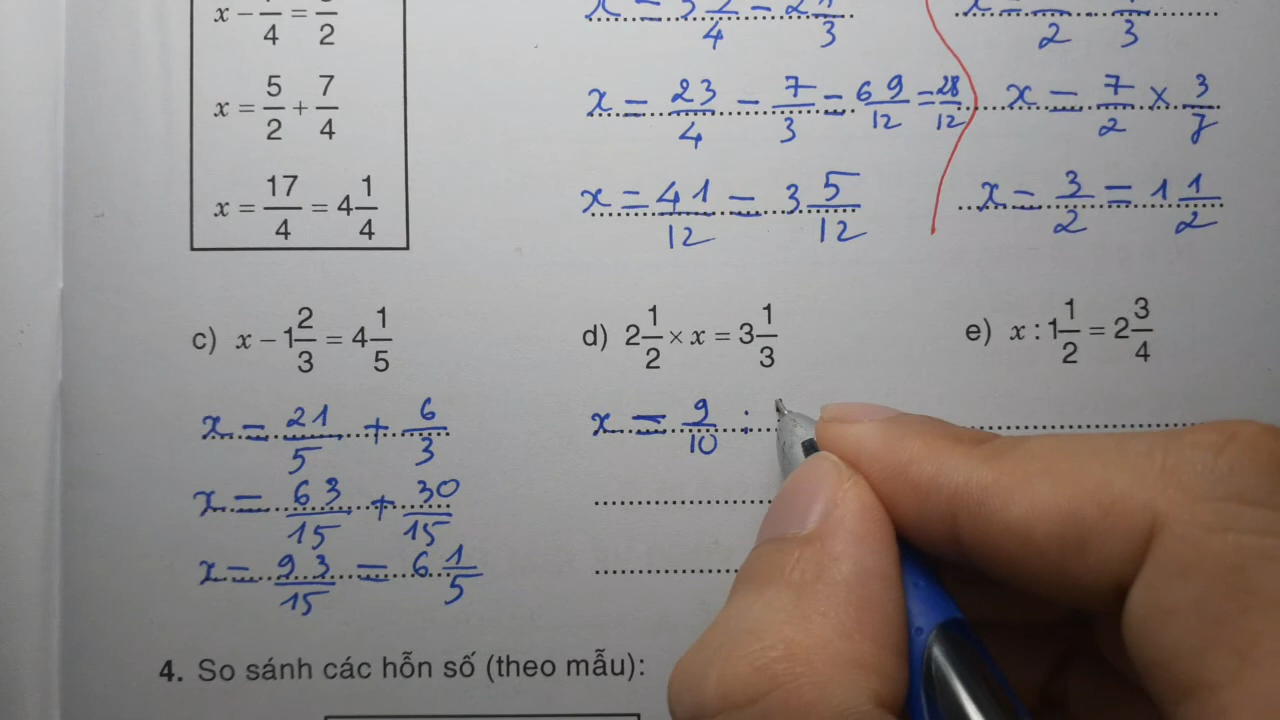 x = 5/2 + 7/4
x = 17/4 = 4 1/4
x = 23/4 - 7/3 = 69/12 = 28/12
x = 41/12 = 3 5/12
x = 7/2 × 3/7
x = 3/2 = 1 1/2
c) x - 1 2/3 = 4 1/5
x = 21/5 + 6/3
x = 63/15 + 30/15
x = 93/15 = 6 1/5
d) 2 1/2 × x = 3 1/3
x = 9/10 :
e) x : 1 1/2 = 2 3/4
4. So sánh các hỗn số (theo mẫu):